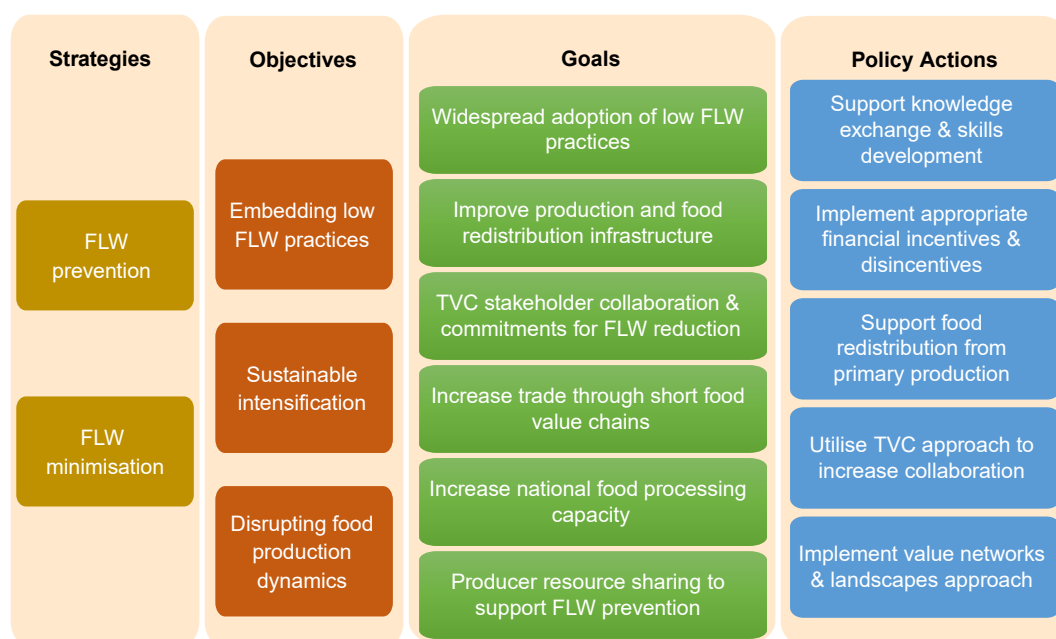 Strategies
FLW
prevention
FLW
minimisation
Objectives
Embedding low
FLW practices
Sustainable
intensification
Disrupting food
production
dynamics
Goals
Widespread adoption of low FLW
practices
Improve production and food
redistribution infrastructure
TVC stakeholder collaboration &
commitments for FLW reduction
Increase trade through short food
value chains
Increase national food processing
capacity
Producer resource sharing to
support FLW prevention
Policy Actions
Support knowledge
exchange & skills
development
Implement appropriate
financial incentives &
disincentives
Support food
redistribution from
primary production
Utilise TVC approach to
increase collaboration
Implement value networks
& landscapes approach